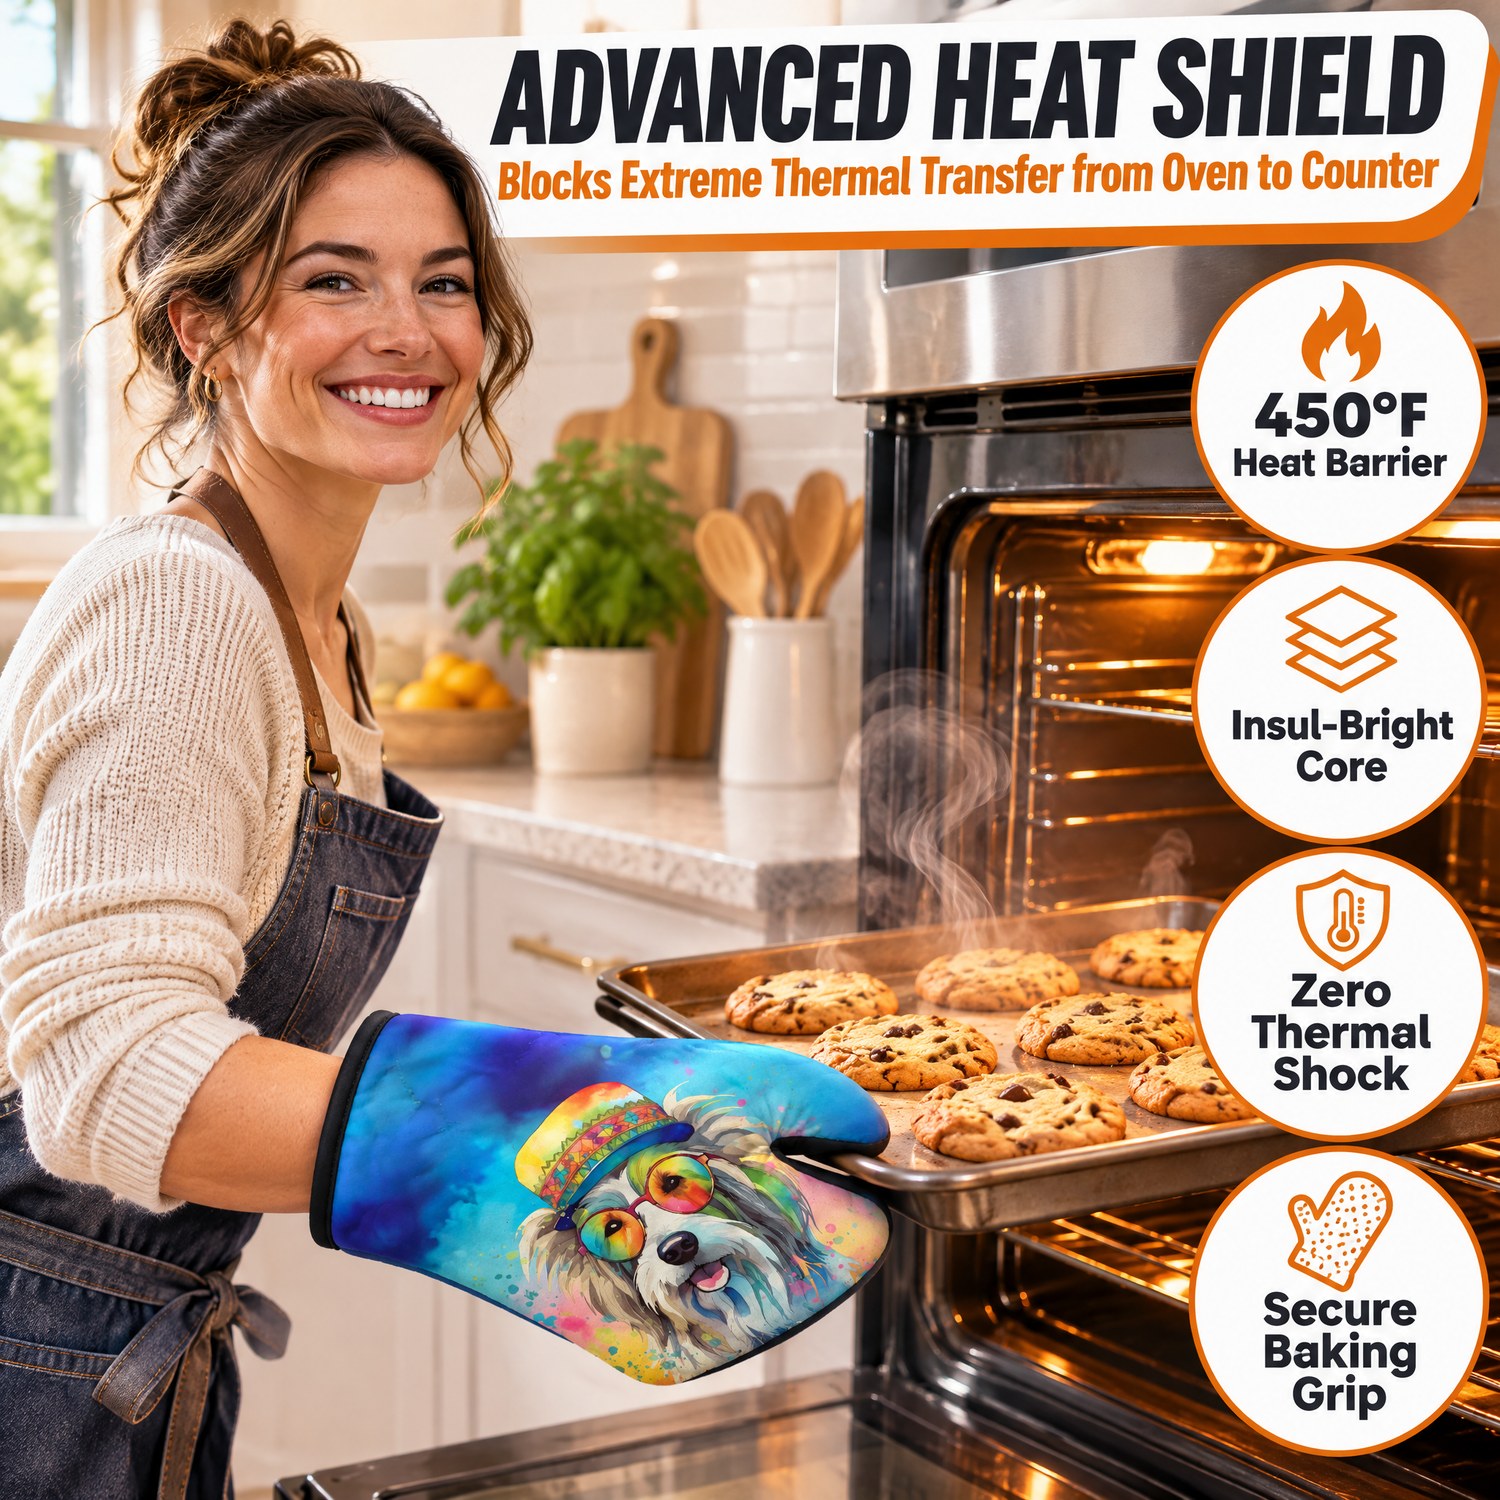 ADVANCED HEAT SHIELD
Blocks Extreme Thermal Transfer from Oven to Counter
450°F
Heat Barrier
Insul-Bright
Core
Zero
Thermal
Shock
Secure
Baking
Grip